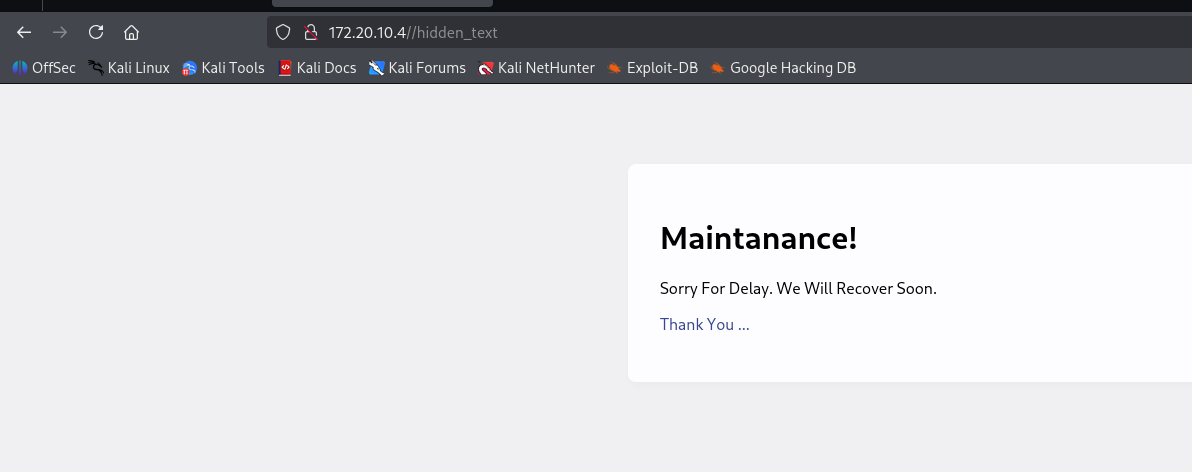 172.20.10.4//hidden_text
OffSec Kali Linux Kali Tools Kali Docs Kali Forums Kali NetHunter Exploit-DB Google Hacking DB
Maintanance!
Sorry For Delay. We Will Recover Soon.
Thank You ...